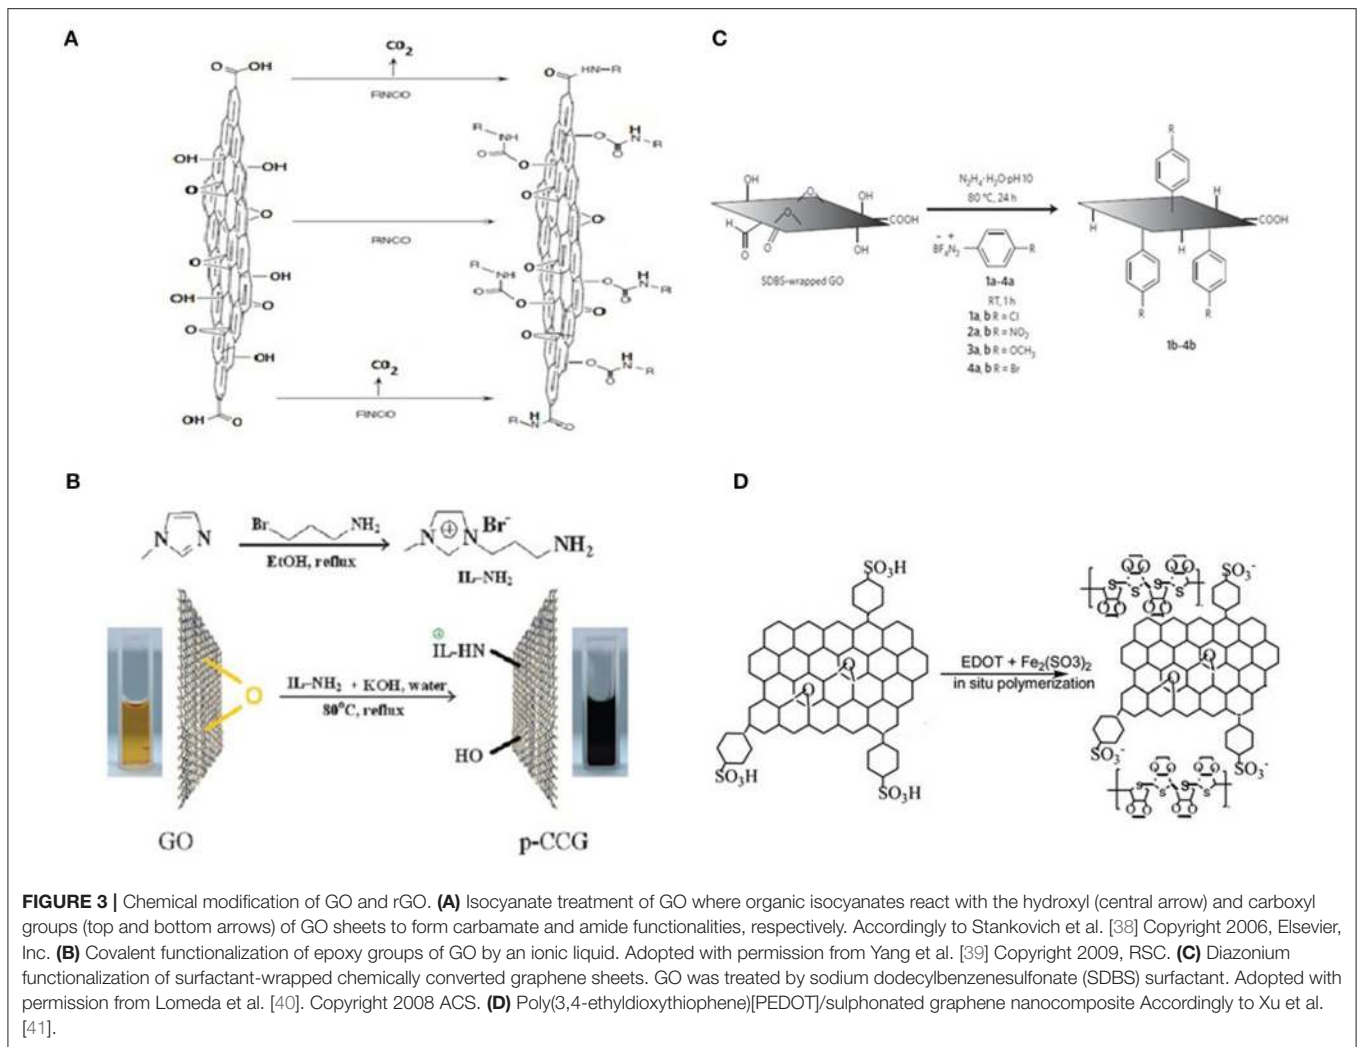 A
CO2
O OH
RNCO
O HN-R
R
NH
O
O
O
O
H
N
R
OH
OH
O
O
RNCO
O
O
OH
OH
O
O
OH
R
NH
O
O
O
O
H
N
R
O
O
O
H
N
R
CO2
RNCO
OH O
R
H
N
O
C
OH
O
OH
O
H
O
O
COOH
OH
SDBS-wrapped GO
N2H4·H2O pH10
80 °C, 24 h
− +
BF4N2
R
1a-4a
RT, 1 h
1a, b R = Cl
2a, b R = NO2
3a, b R = OCH3
4a, b R = Br
R
H
H
H
COOH
R
R
1b-4b
B
N
N
Br NH2
EtOH, reflux
N
+
N
Br-
NH2
IL-NH2
O
IL-NH2 + KOH, water
80°C, reflux
+
IL-HN
HO
GO
p-CCG
D
SO3H
O
O
SO3H
SO3H
EDOT + Fe2(SO3)2
in situ polymerization
SO3-
O
O
SO3-
SO3-
FIGURE 3 | Chemical modification of GO and rGO. (A) Isocyanate treatment of GO where organic isocyanates react with the hydroxyl (central arrow) and carboxyl
groups (top and bottom arrows) of GO sheets to form carbamate and amide functionalities, respectively. Accordingly to Stankovich et al. [38] Copyright 2006, Elsevier,
Inc. (B) Covalent functionalization of epoxy groups of GO by an ionic liquid. Adopted with permission from Yang et al. [39] Copyright 2009, RSC. (C) Diazonium
functionalization of surfactant-wrapped chemically converted graphene sheets. GO was treated by sodium dodecylbenzenesulfonate (SDBS) surfactant. Adopted with
permission from Lomeda et al. [40]. Copyright 2008 ACS. (D) Poly(3,4-ethyldioxythiophene)[PEDOT]/sulphonated graphene nanocomposite Accordingly to Xu et al.
[41].